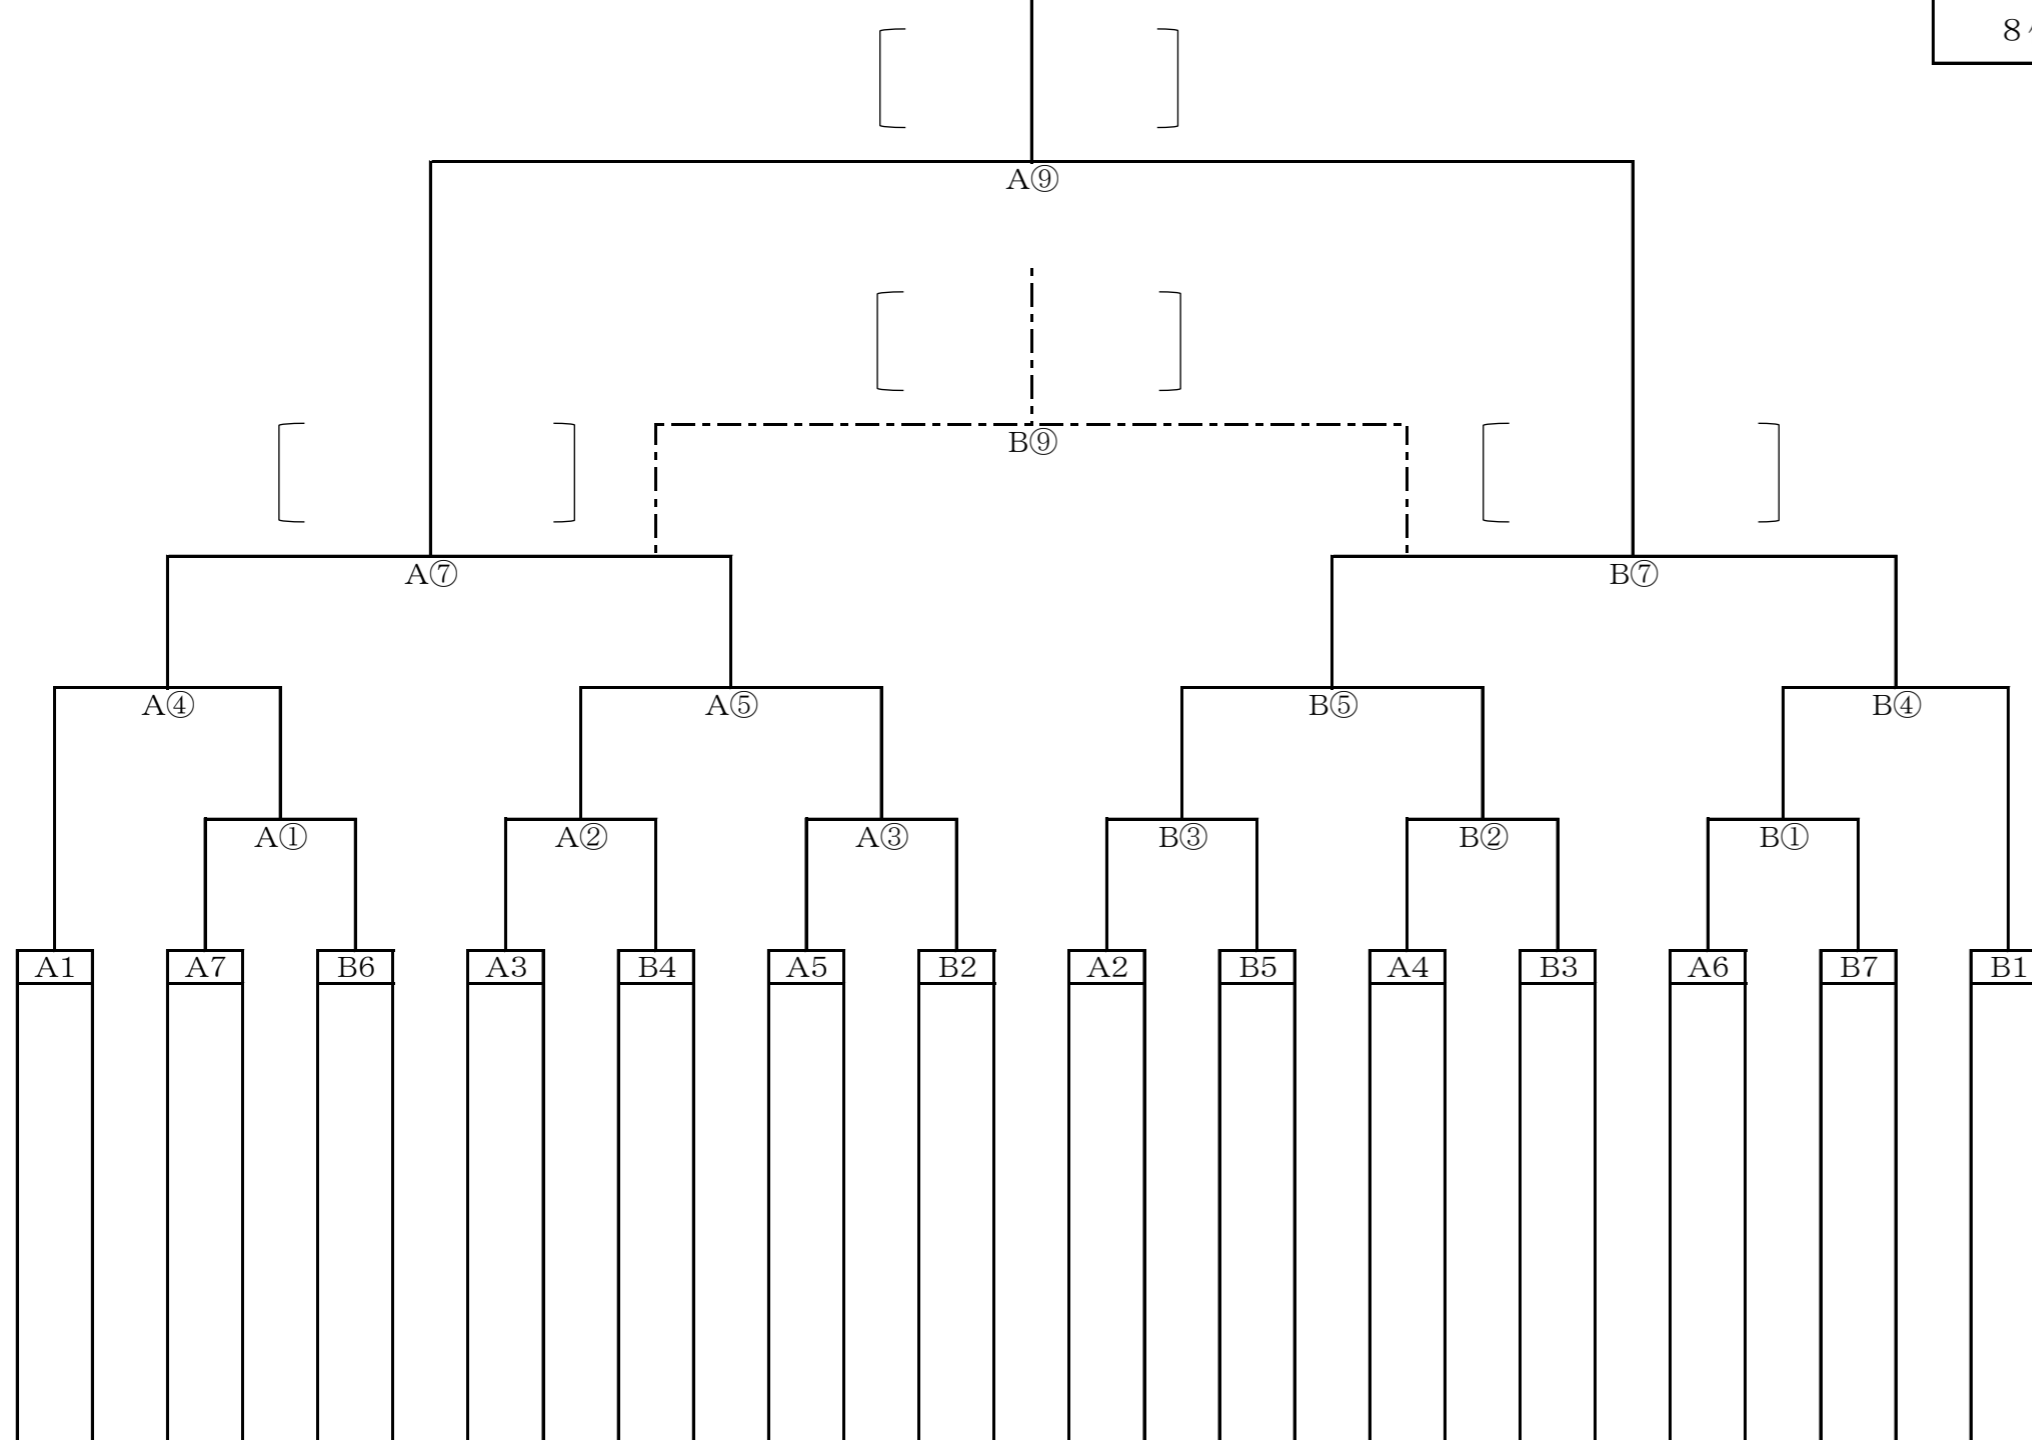 8
A⑨
B⑨
A⑦ B⑦
A④ A⑤ B⑤ B④
A① A② A③ B③ B② B①
A1 A7 B6 A3 B4 A5 B2 A2 B5 A4 B3 A6 B7 B1